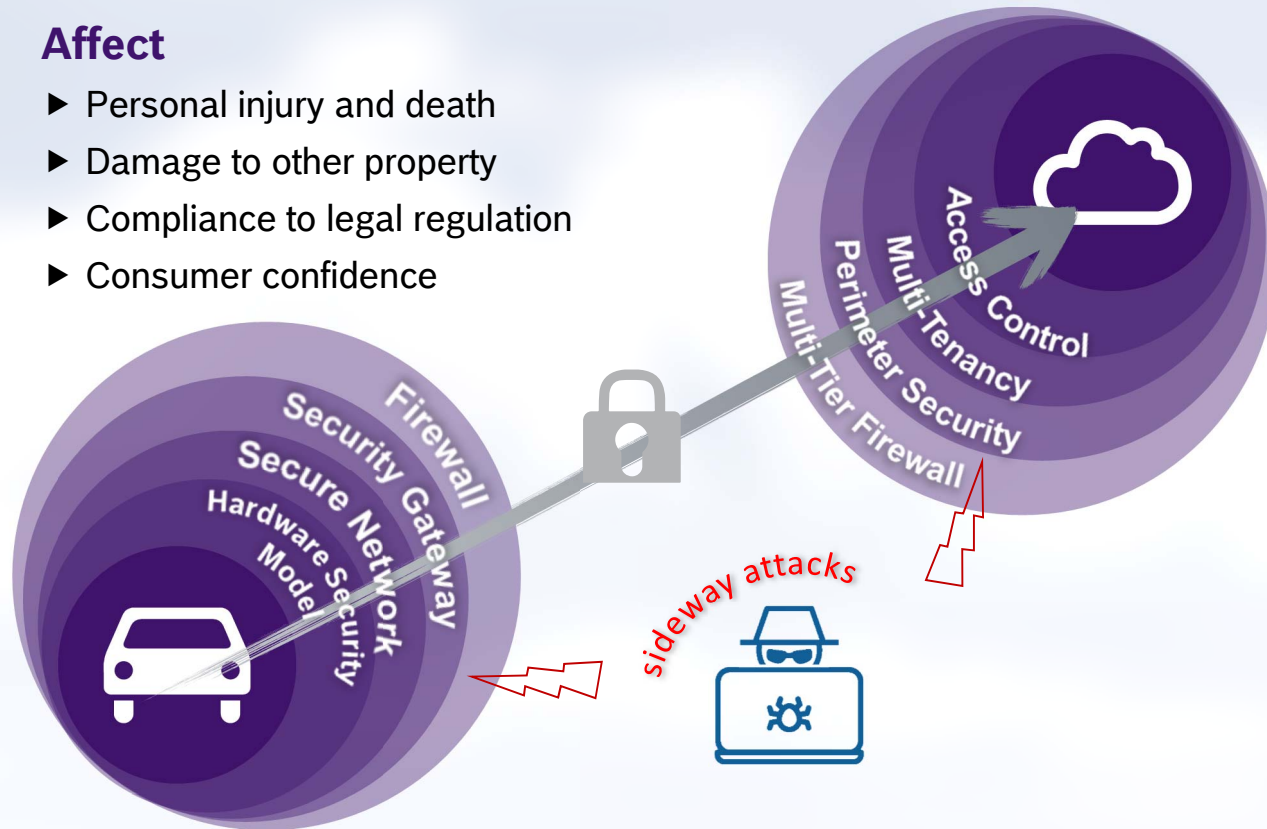 Affect
▶ Personal injury and death
▶ Damage to other property
▶ Compliance to legal regulation
▶ Consumer confidence
Access Control
Multi-Tenancy
Perimeter Security
Multi-Tier Firewall
Firewall
Security Gateway
Secure Network
Hardware Security
Model
sideway attacks